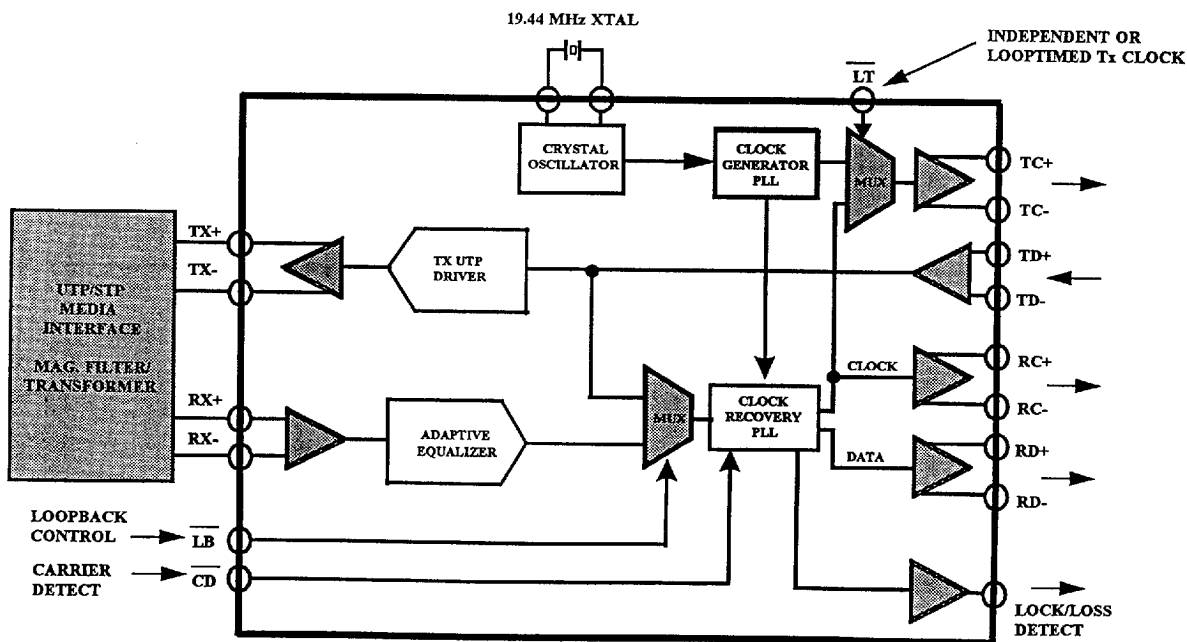 19.44 MHz XTAL
INDEPENDENT OR
LOOPTIMED Tx CLOCK
LT
CRYSTAL
OSCILLATOR
CLOCK
GENERATOR
PLL
MUX
TC+
TC-
UTP/STP
MEDIA
INTERFACE
MAG. FILTER/
TRANSFORMER
TX+
TX-
TX UTP
DRIVER
TD+
TD-
RX+
RX-
ADAPTIVE
EQUALIZER
MUX
CLOCK
RECOVERY
PLL
CLOCK
DATA
RC+
RC-
RD+
RD-
LOOPBACK
CONTROL
LB
CARRIER
DETECT
CD
LOCK/LOSS
DETECT